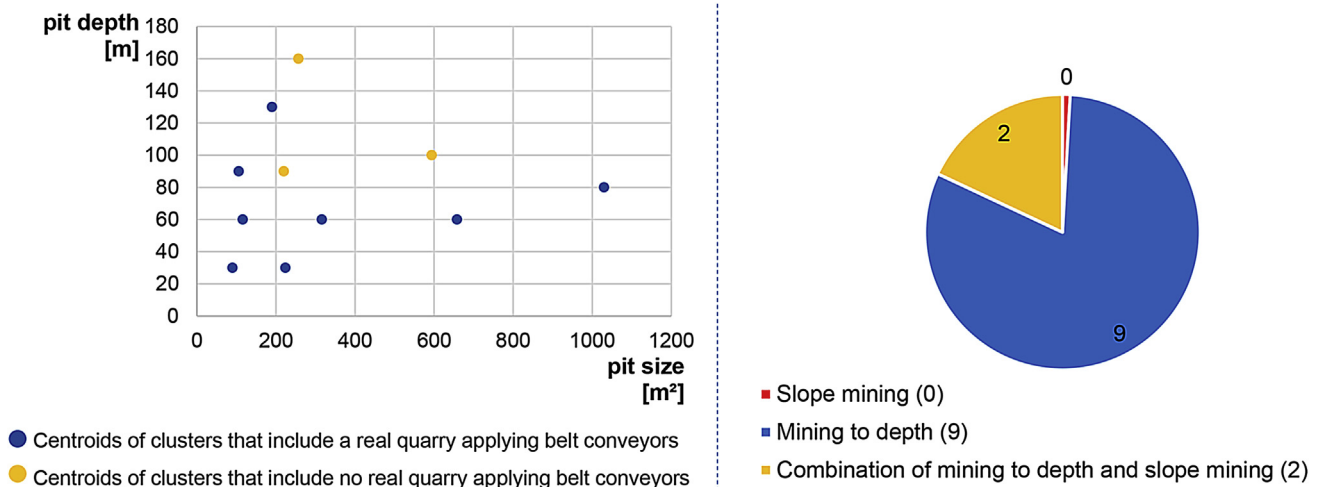 pit depth
[m]
180
160
140
120
100
80
60
40
20
0
0 200 400 600 800 1000 1200
pit size
[m²]
Centroids of clusters that include a real quarry applying belt conveyors
Centroids of clusters that include no real quarry applying belt conveyors
0
2
9
Slope mining (0)
Mining to depth (9)
Combination of mining to depth and slope mining (2)